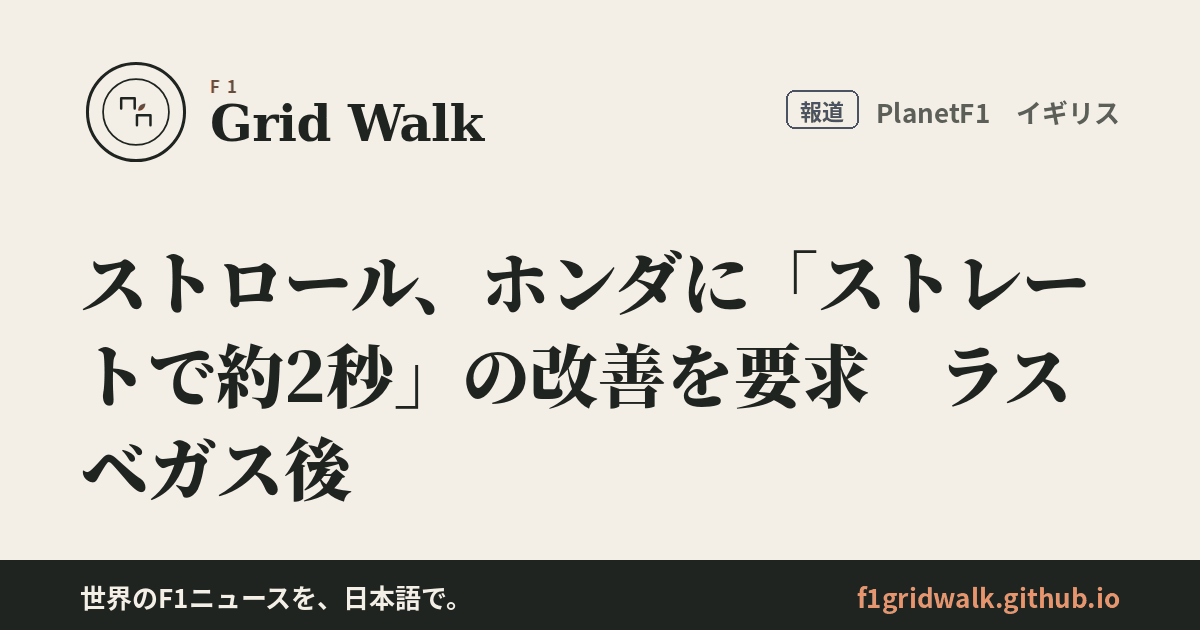 F1
Grid Walk
報道 PlanetF1 イギリス
ストロール、ホンダに「ストレー
トで約2秒」の改善を要求 ラス
ベガス後
世界のF1ニュースを、日本語で。
f1gridwalk.github.io